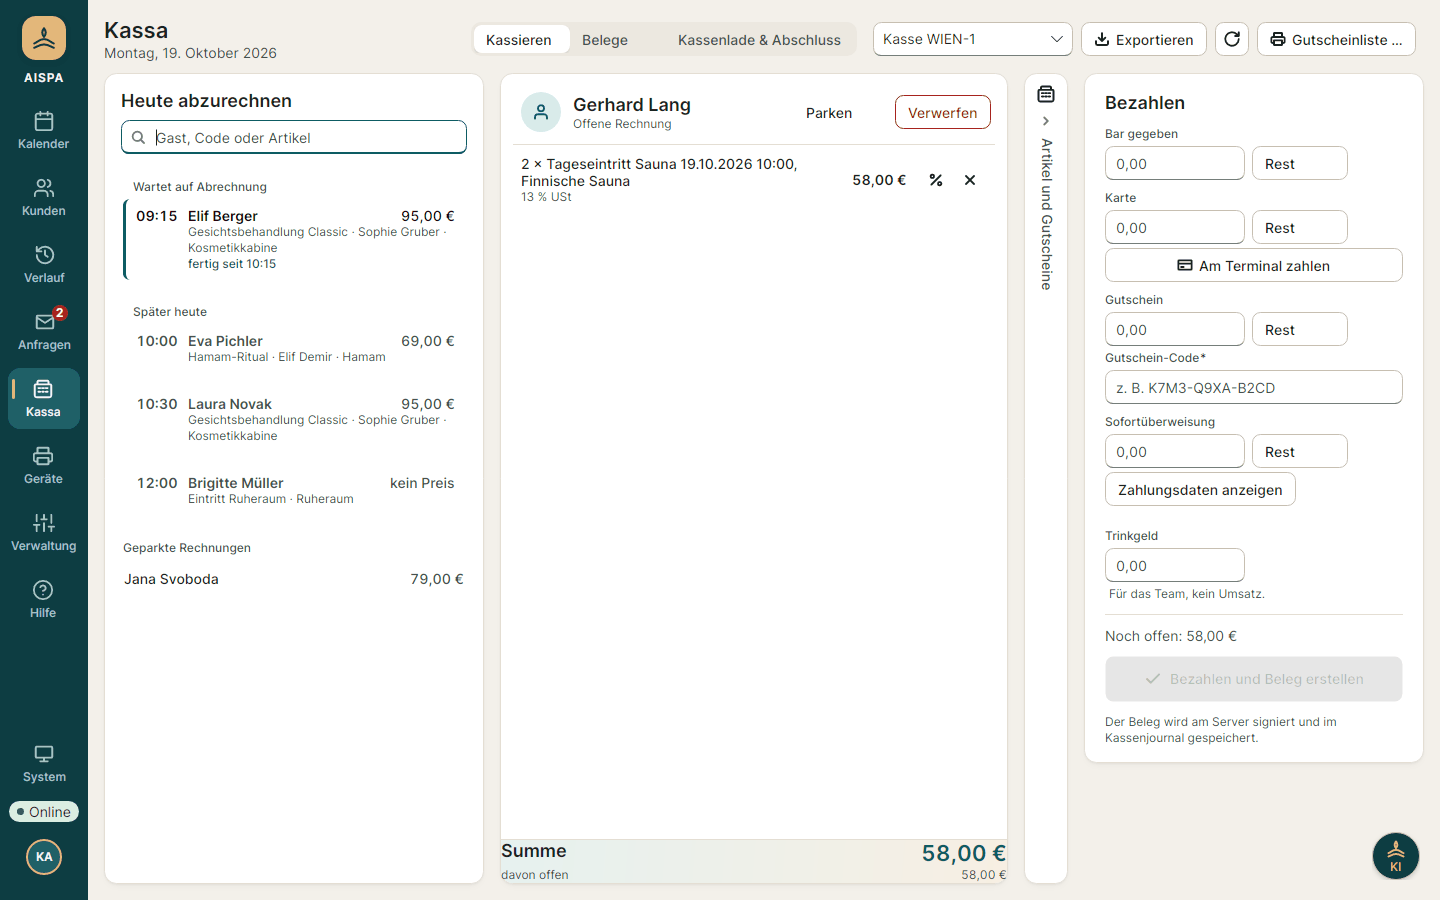 AISPA
Kalender
Kunden
Verlauf
2
Anfragen
Kassa
Geräte
Verwaltung
Hilfe
System
Online
KA
Kassa
Montag, 19. Oktober 2026
Kassieren
Belege
Kassenlade & Abschluss
Kasse WIEN-1
Exportieren
Gutscheinliste ...
Heute abzurechnen
Gast, Code oder Artikel
Wartet auf Abrechnung
09:15 Elif Berger 95,00 €
Gesichtsbehandlung Classic · Sophie Gruber ·
Kosmetikkabine
fertig seit 10:15
Später heute
10:00 Eva Pichler 69,00 €
Hamam-Ritual · Elif Demir · Hamam
10:30 Laura Novak 95,00 €
Gesichtsbehandlung Classic · Sophie Gruber ·
Kosmetikkabine
12:00 Brigitte Müller kein Preis
Eintritt Ruheraum · Ruheraum
Geparkte Rechnungen
Jana Svoboda 79,00 €
Gerhard Lang
Offene Rechnung
Parken
Verwerfen
2 × Tageseintritt Sauna 19.10.2026 10:00,
Finnische Sauna
13 % USt
58,00 €
Summe 58,00 €
davon offen 58,00 €
Artikel und Gutscheine
Bezahlen
Bar gegeben
0,00 Rest
Karte
0,00 Rest
Am Terminal zahlen
Gutschein
0,00 Rest
Gutschein-Code*
z. B. K7M3-Q9XA-B2CD
Sofortüberweisung
0,00 Rest
Zahlungsdaten anzeigen
Trinkgeld
0,00
Für das Team, kein Umsatz.
Noch offen: 58,00 €
Bezahlen und Beleg erstellen
Der Beleg wird am Server signiert und im
Kassenjournal gespeichert.
KI